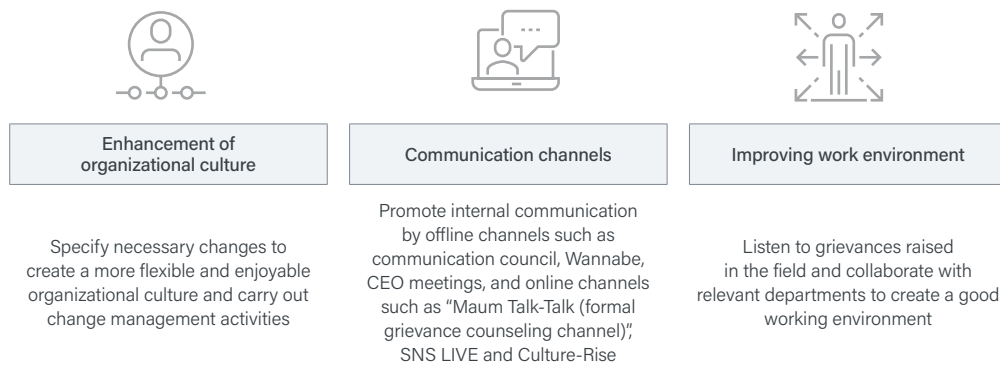 Enhancement of
organizational culture
Specify necessary changes to
create a more flexible and enjoyable
organizational culture and carry out
change management activities
Communication channels
Promote internal communication
by offline channels such as
communication council, Wannabe,
CEO meetings, and online channels
such as “Maum Talk-Talk (formal
grievance counseling channel)”,
SNS LIVE and Culture-Rise
Improving work environment
Listen to grievances raised
in the field and collaborate with
relevant departments to create a good
working environment